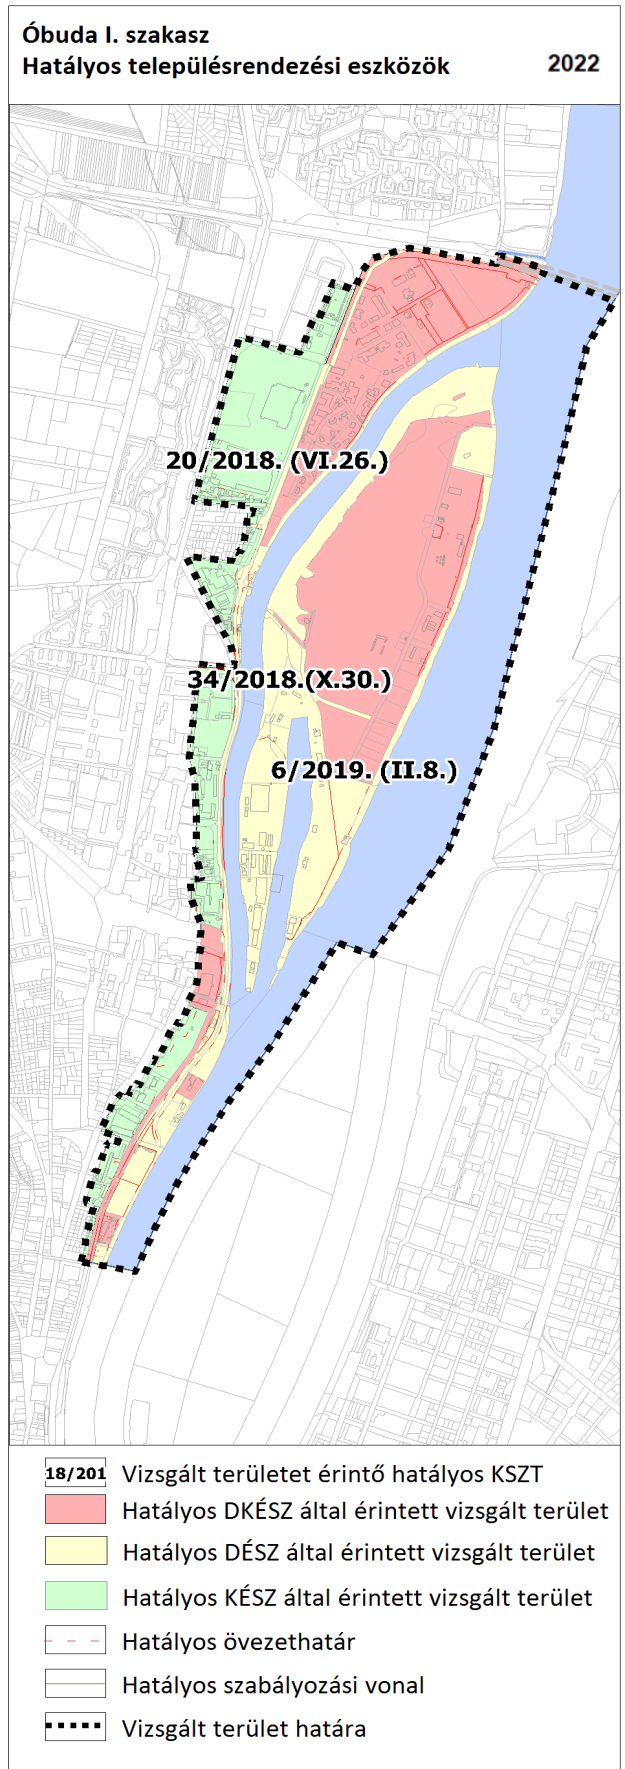 Óbuda I. szakasz
Hatályos településrendezési eszközök 2022
20/2018. (VI.26.)
34/2018.(X.30.)
6/2019. (II.8.)
18/201 Vizsgált területet érintő hatályos KSZT
Hatályos DKÉSZ által érintett vizsgált terület
Hatályos DÉSZ által érintett vizsgált terület
Hatályos KÉSZ által érintett vizsgált terület
Hatályos övezethatár
Hatályos szabályozási vonal
Vizsgált terület határa